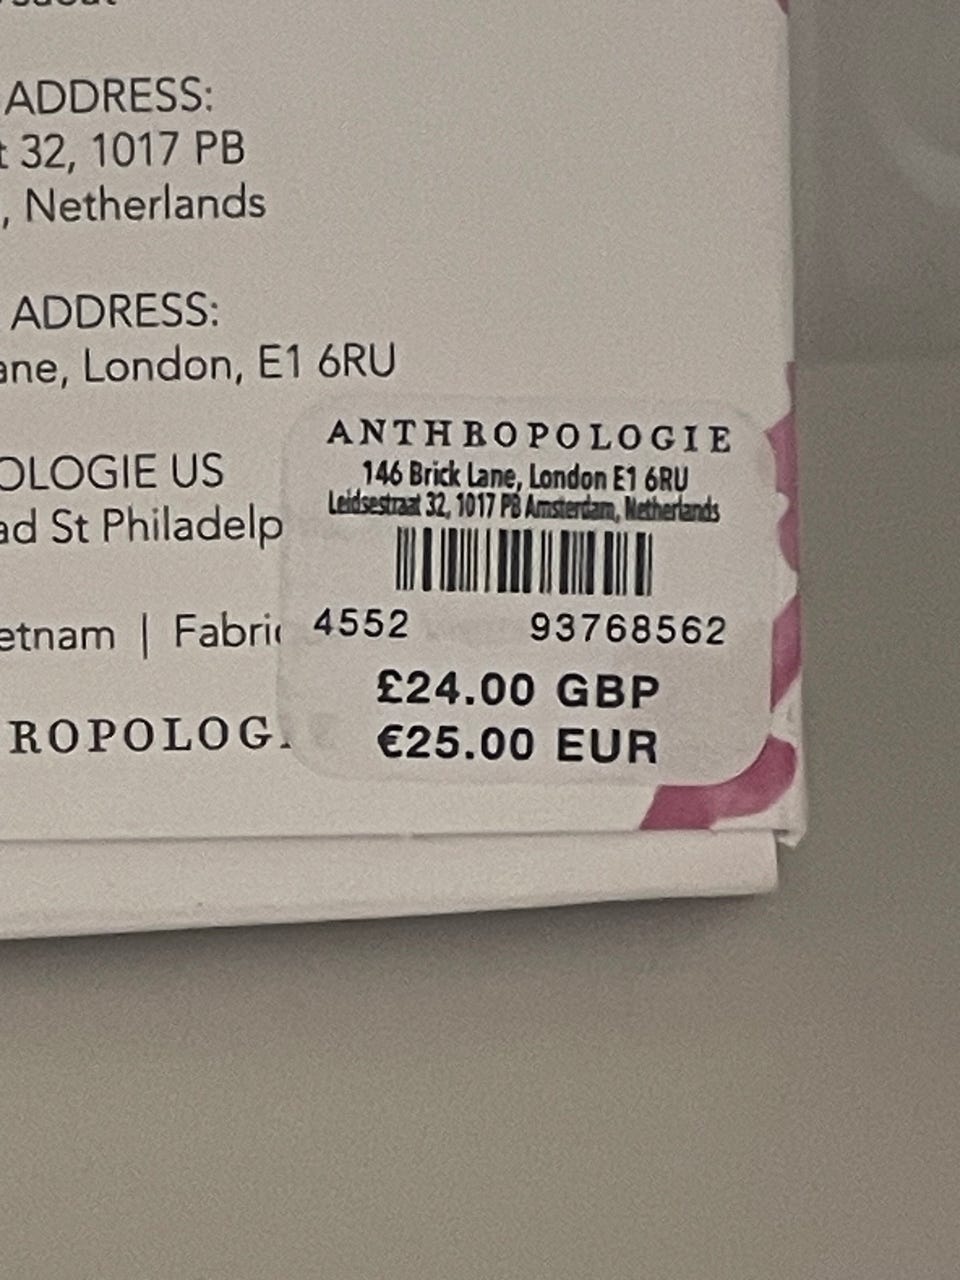 ADDRESS:
32, 1017 PB
, Netherlands
ADDRESS:
ane, London, E1 6RU
OLOGIE US
ad St Philadelp
etnam | Fabric
ROPOLOG
ANTHROPOLOGIE
146 Brick Lane, London E1 6RU
Leidsestraat 32, 1017 PB Amsterdam, Netherlands
4552 93768562
£24.00 GBP
€25.00 EUR